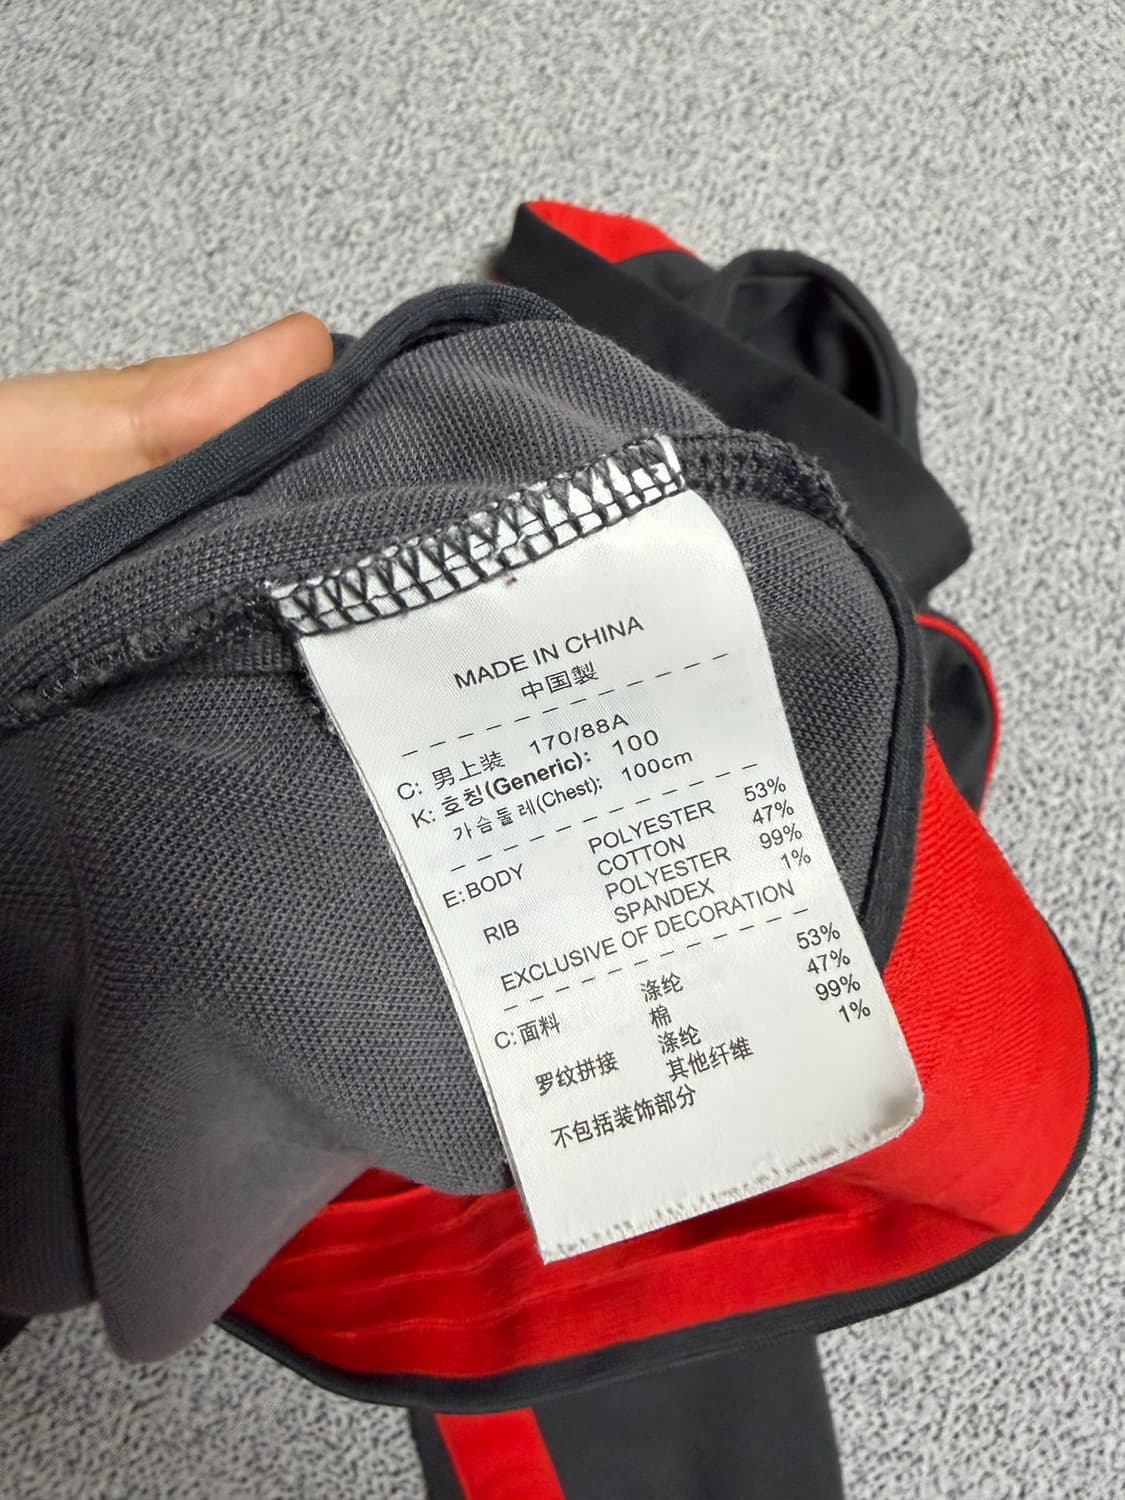 MADE IN CHINA
中国製
C: 男上装 170/88A
K: 호칭(Generic): 100
가슴둘레(Chest): 100cm
E: BODY POLYESTER 53%
COTTON 47%
RIB POLYESTER 99%
SPANDEX 1%
EXCLUSIVE OF DECORATION
C: 面料 涤纶 53%
棉 47%
罗纹拼接 涤纶 99%
其他纤维 1%
不包括装饰部分